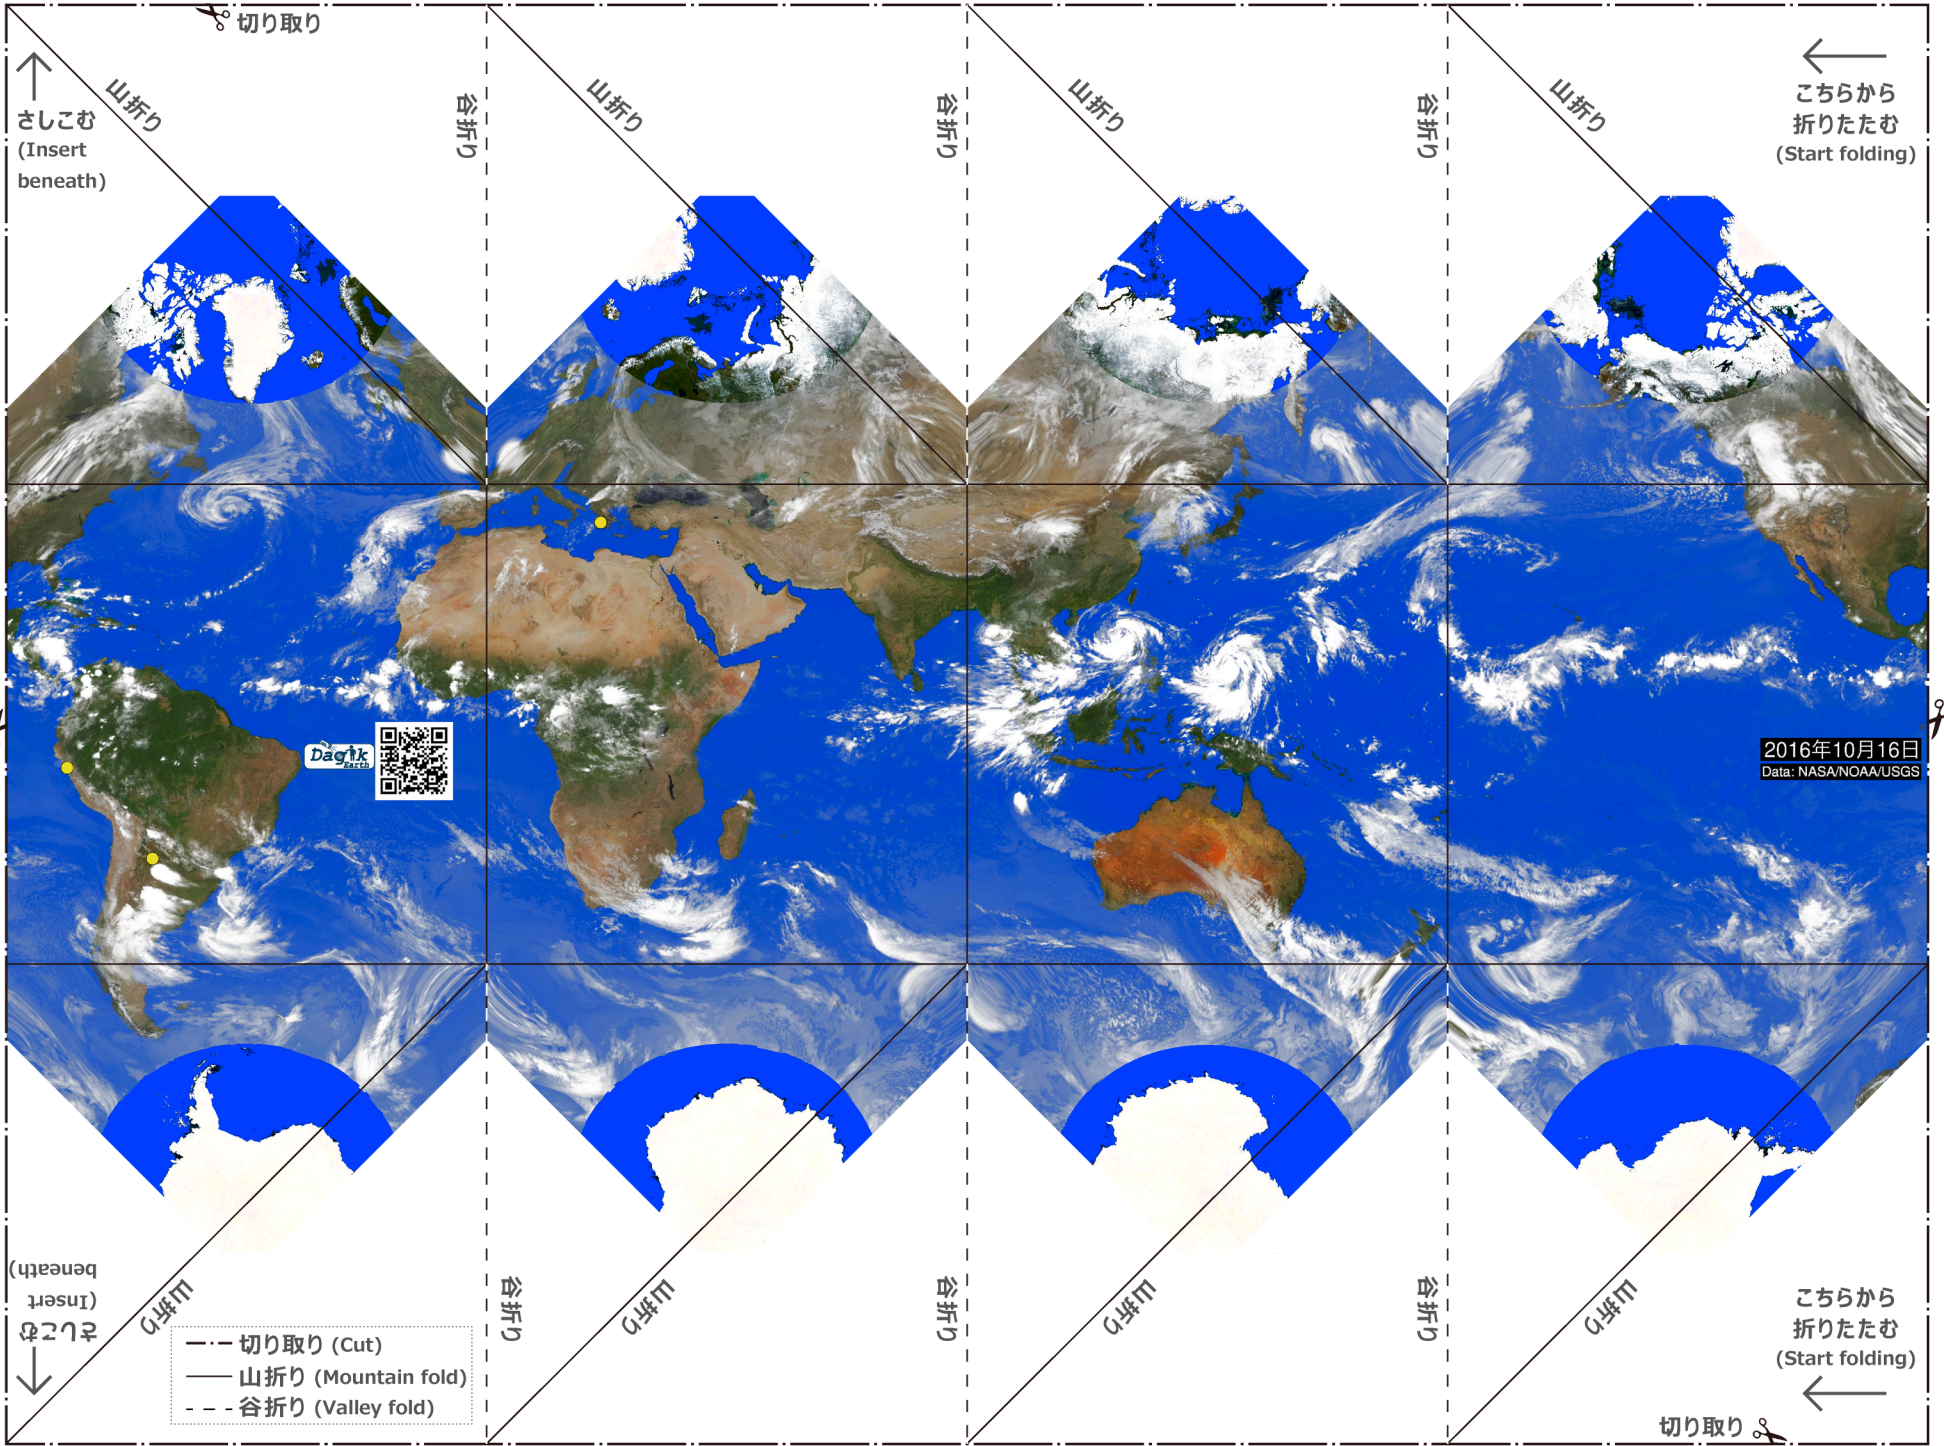 切り取り
山折り
谷折り
山折り
谷折り
山折り
谷折り
山折り
さしこむ
(Insert
beneath)
こちらから
折りたたむ
(Start folding)
Dagik
Earth
2016年10月16日
Data: NASA/NOAA/USGS
さしこむ
(Insert
beneath)
山折り
谷折り
山折り
谷折り
山折り
谷折り
山折り
こちらから
折りたたむ
(Start folding)
切り取り (Cut)
山折り (Mountain fold)
谷折り (Valley fold)
切り取り